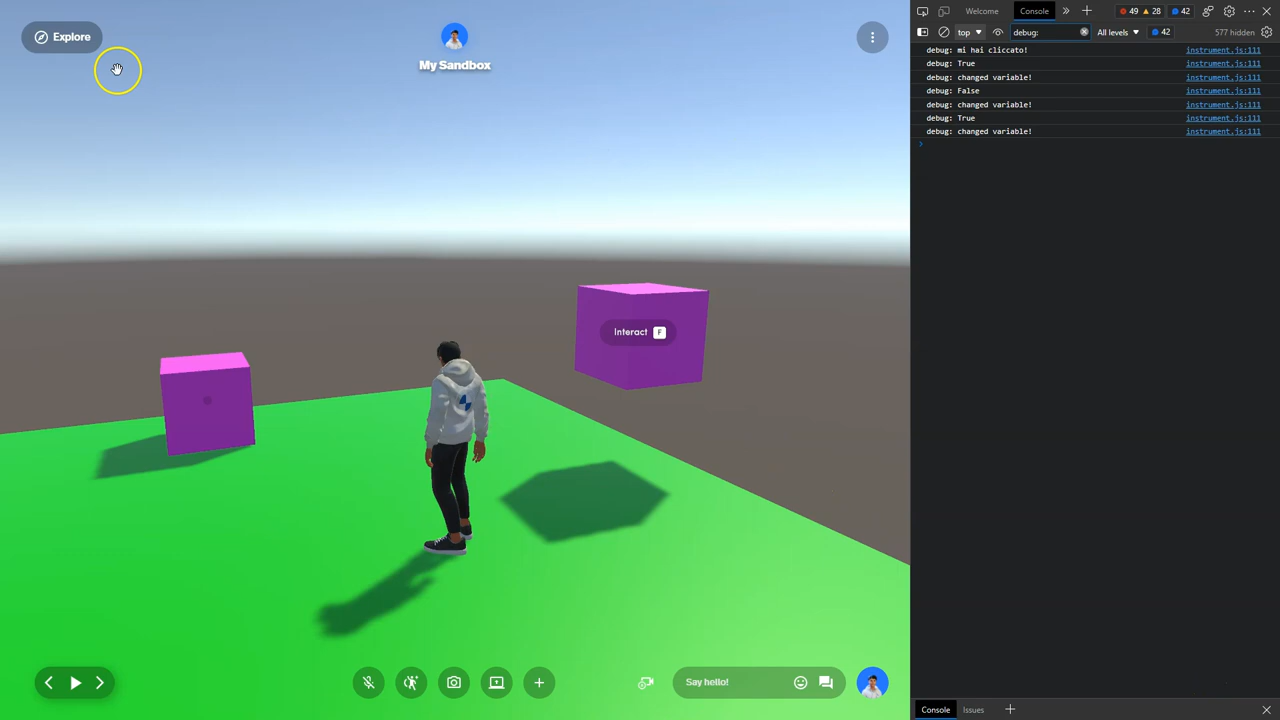 Explore
My Sandbox
Interact F
Say hello!
Welcome
Console
49
28
42
top
debug:
All levels
42
577 hidden
debug: mi hai cliccato!
instrument.js:111
debug: True
instrument.js:111
debug: changed variable!
instrument.js:111
debug: False
instrument.js:111
debug: changed variable!
instrument.js:111
debug: True
instrument.js:111
debug: changed variable!
instrument.js:111
Console
Issues